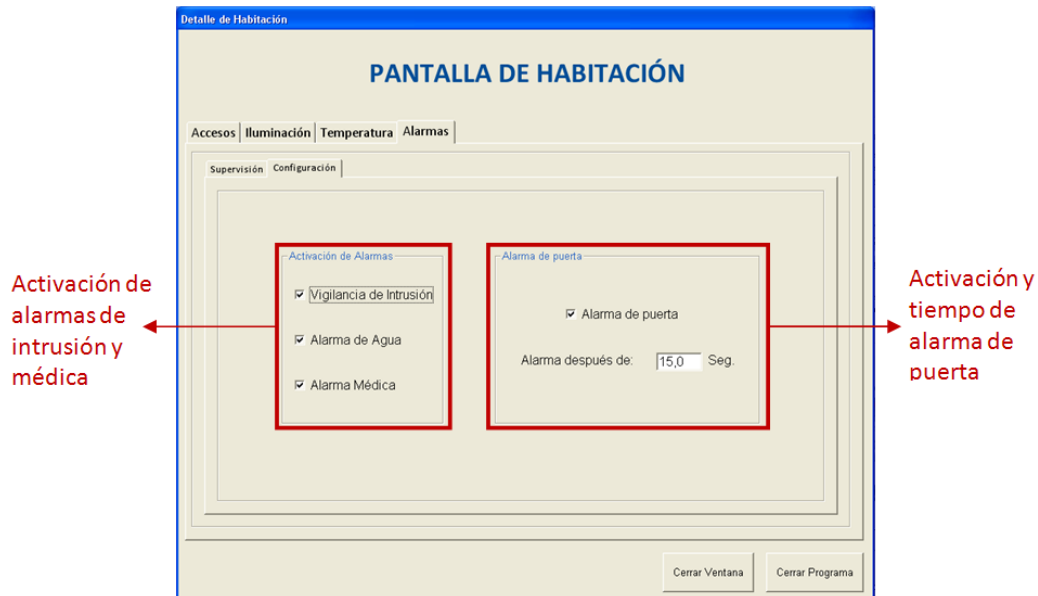 Detalle de Habitación
PANTALLA DE HABITACIÓN
Accesos Iluminación Temperatura Alarmas
Supervisión Configuración
Activación de Alarmas
Vigilancia de Intrusión
Alarma de Agua
Alarma Médica
Alarma de puerta
Alarma de puerta
Alarma después de: 15,0 Seg.
Activación de
alarmas de
intrusión y
médica
Activación y
tiempo de
alarma de
puerta
Cerrar Ventana Cerrar Programa